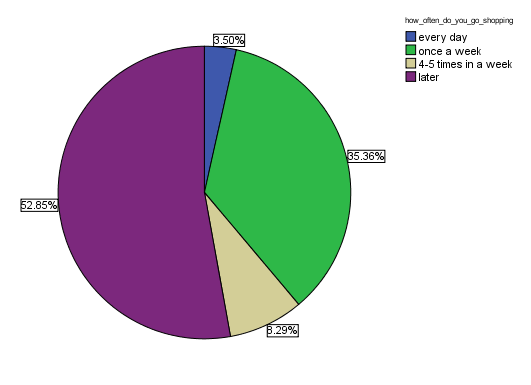 how_often_do_you_go_shopping
every day
once a week
4-5 times in a week
later
3.50%
35.36%
8.29%
52.85%